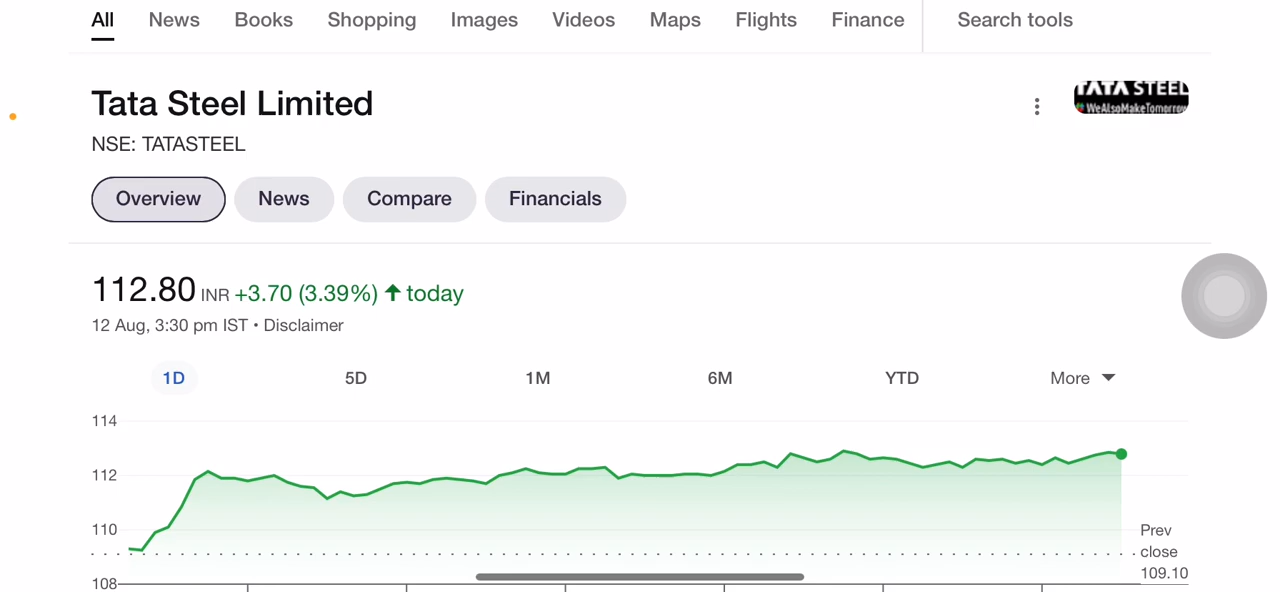 All News Books Shopping Images Videos Maps Flights Finance Search tools
Tata Steel Limited
TATA STEEL
#WeAlsoMakeTomorrow
NSE: TATASTEEL
Overview News Compare Financials
112.80 INR +3.70 (3.39%) ↑ today
12 Aug, 3:30 pm IST • Disclaimer
1D 5D 1M 6M YTD More
114
112
110
108
Prev
close
109.10